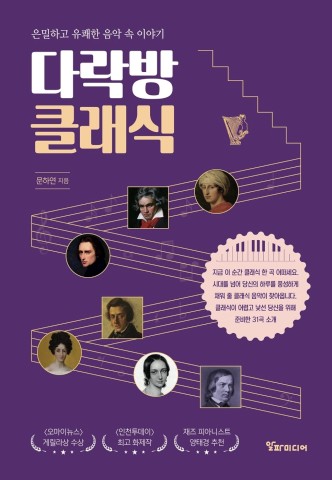 은밀하고 유쾌한 음악 속 이야기
다락방
클래식
문하연 지음
지금 이 순간 클래식 한 곡 어떠세요.
시대를 넘어 당신의 하루를 풍성하게
채워 줄 클래식 음악이 찾아옵니다.
클래식이 어렵고 낯선 당신을 위해
준비한 31곡 소개
<오마이뉴스>
게릴라상 수상
<인천투데이>
최고 화제작
재즈 피아니스트
양태경 추천
알파미디어